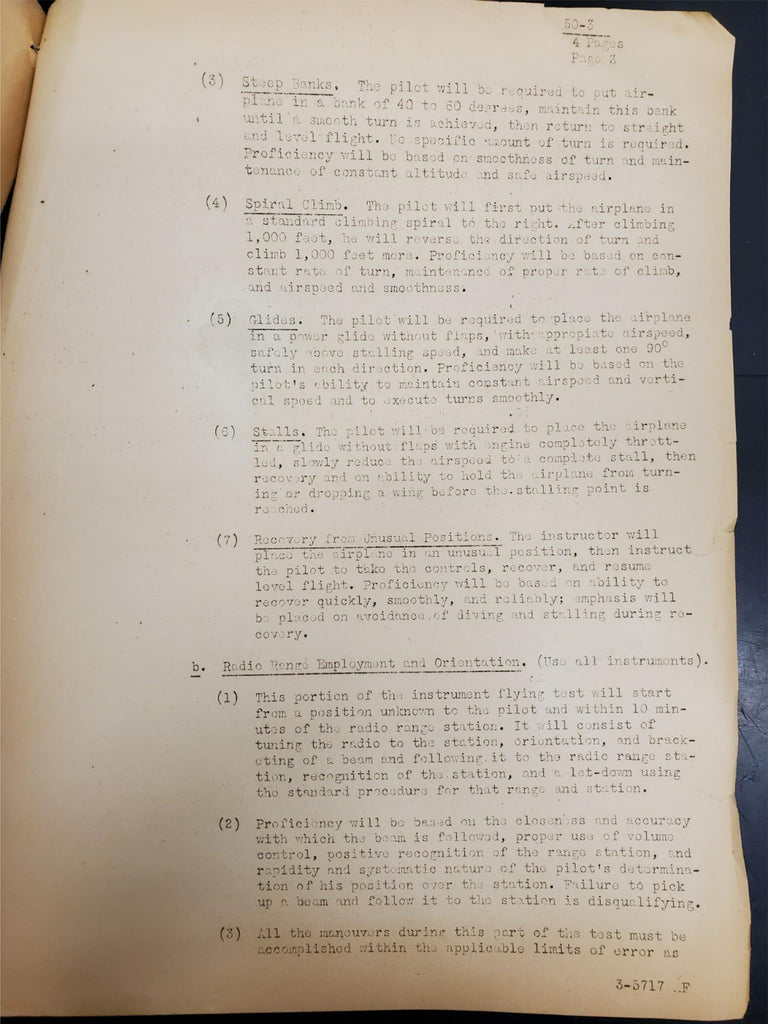 50-3
4 Pages
Page 3
(3) Steep Banks. The pilot will be required to put air-
plane in a bank of 40 to 60 degrees, maintain this bank
until a smooth turn is achieved, then return to straight
and level flight. No specific amount of turn is required.
Proficiency will be based on smoothness of turn and main-
tenance of constant altitude and safe airspeed.
(4) Spiral Climb. The pilot will first put the airplane in
a standard climbing spiral to the right. After climbing
1,000 feet, he will reverse the direction of turn and
climb 1,000 feet more. Proficiency will be based on con-
stant rate of turn, maintenance of proper rate of climb,
and airspeed and smoothness.
(5) Glides. The pilot will be required to place the airplane
in a power glide without flaps, with appropiate airspeed,
safely above stalling speed, and make at least one 90°
turn in each direction. Proficiency will be based on the
pilot's ability to maintain constant airspeed and verti-
cal speed and to execute turns smoothly.
(6) Stalls. The pilot will be required to place the airplane
in a glide without flaps with engine completely thrott-
led, slowly reduce the airspeed to a complete stall, then
recovery and on ability to hold the airplane from turn-
ing or dropping a wing before the stalling point is
reached.
(7) Recovery from Unusual Positions. The instructor will
place the airplane in an unusual position, then instruct
the pilot to take the controls, recover, and resume
level flight. Proficiency will be based on ability to
recover quickly, smoothly, and reliably; emphasis will
be placed on avoidance of diving and stalling during re-
covery.
b. Radio Range Employment and Orientation. (Use all instruments).
(1) This portion of the instrument flying test will start
from a position unknown to the pilot and within 10 min-
utes of the radio range station. It will consist of
tuning the radio to the station, orientation, and brack-
eting of a beam and following it to the radio range sta-
tion, recognition of the station, and a let-down using
the standard procedure for that range and station.
(2) Proficiency will be based on the closeness and accuracy
with which the beam is followed, proper use of volume
control, positive recognition of the range station, and
rapidity and systematic nature of the pilot's determina-
tion of his position over the station. Failure to pick
up a beam and follow it to the station is disqualifying.
(3) All the maneuvers during this part of the test must be
accomplished within the applicable limits of error as
3-5717 AF